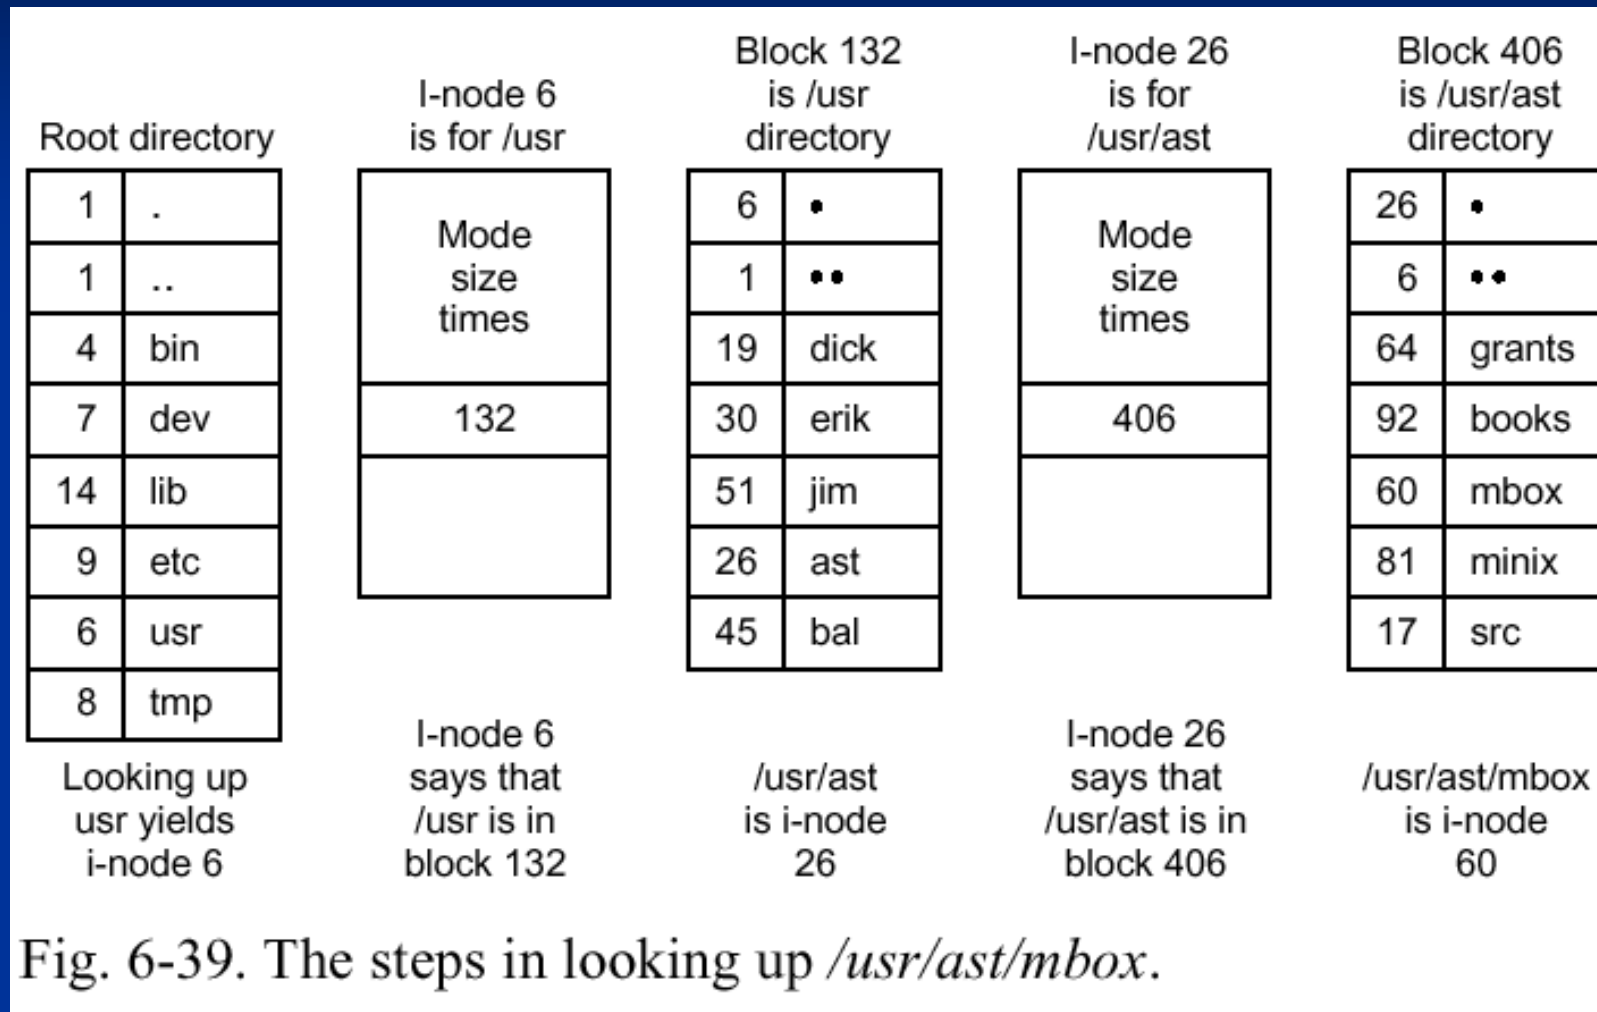 Root directory
1 .
1 ..
4 bin
7 dev
14 lib
9 etc
6 usr
8 tmp
Looking up
usr yields
i-node 6
I-node 6
is for /usr
Mode
size
times
132
I-node 6
says that
/usr is in
block 132
Block 132
is /usr
directory
6 •
1 ••
19 dick
30 erik
51 jim
26 ast
45 bal
/usr/ast
is i-node
26
I-node 26
is for
/usr/ast
Mode
size
times
406
I-node 26
says that
/usr/ast is in
block 406
Block 406
is /usr/ast
directory
26 •
6 ••
64 grants
92 books
60 mbox
81 minix
17 src
/usr/ast/mbox
is i-node
60
Fig. 6-39. The steps in looking up /usr/ast/mbox.